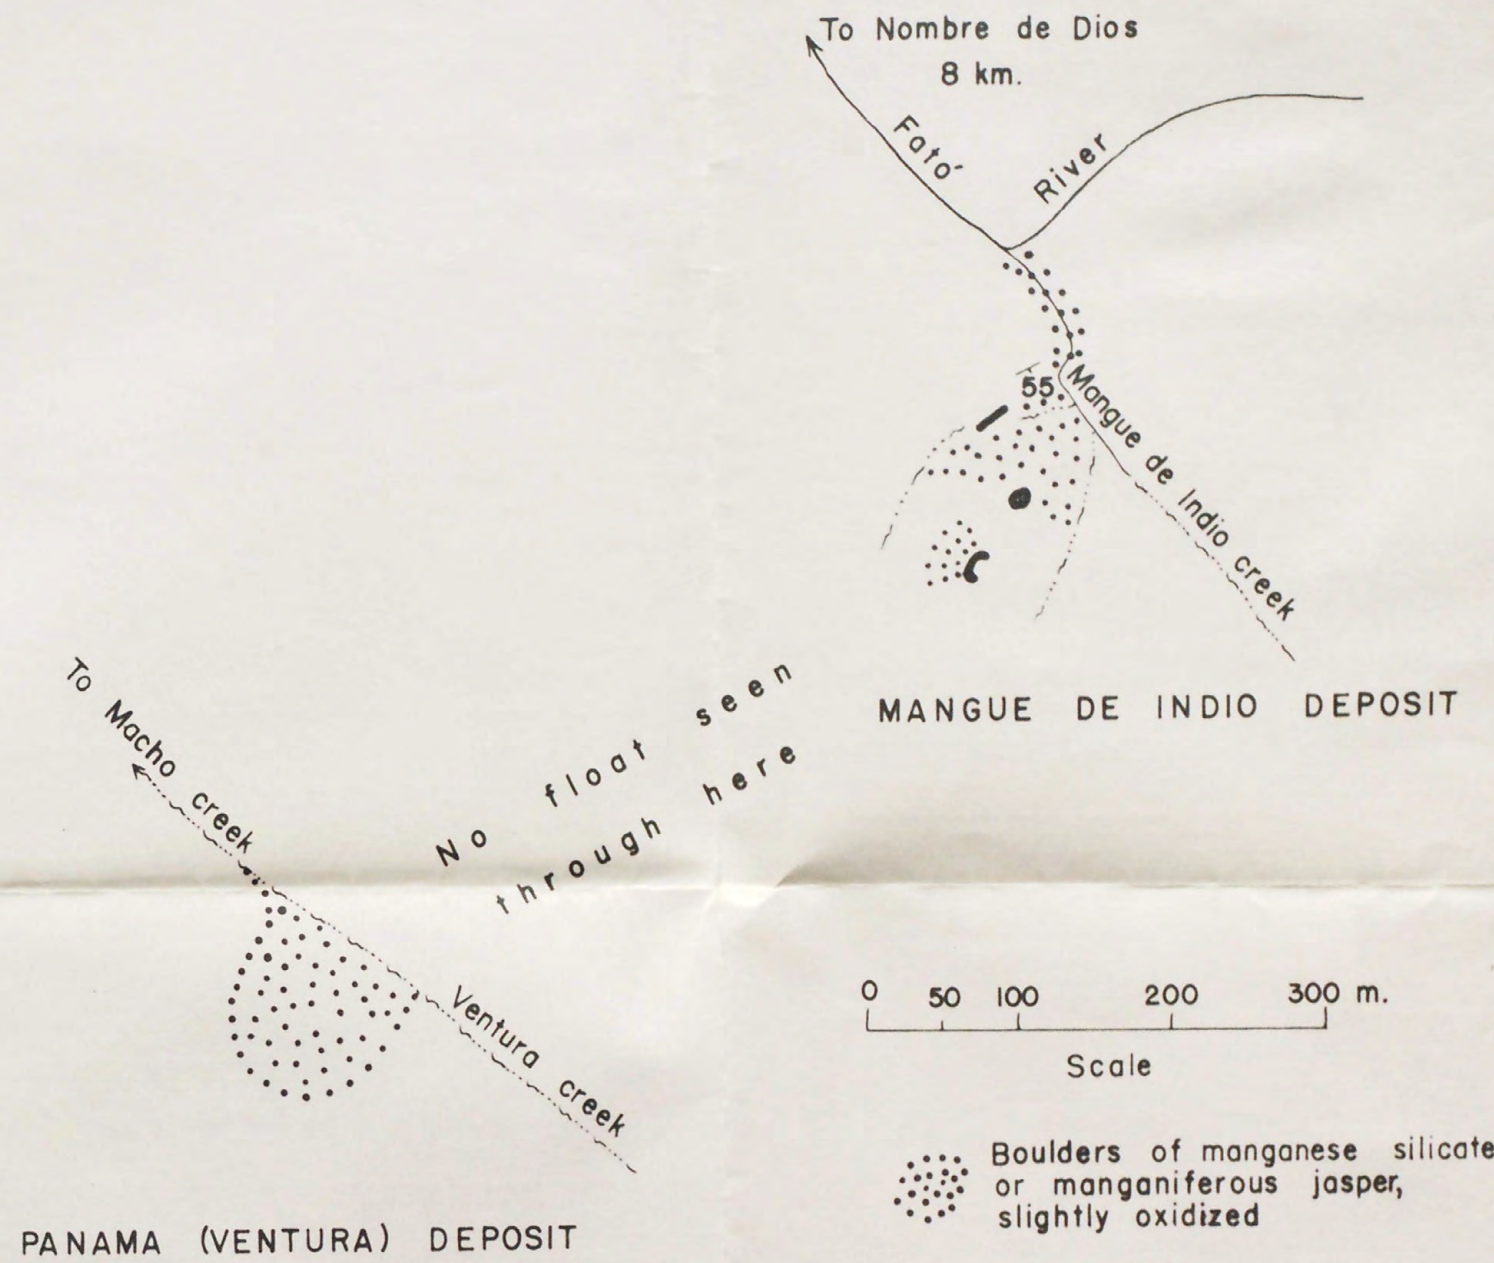 To Nombre de Dios
8 km.
Fató
River
55
Mangue de Indio creek
MANGUE DE INDIO DEPOSIT
To Macho creek
No float seen
through here
Ventura creek
PANAMA (VENTURA) DEPOSIT
0 50 100 200 300 m.
Scale
Boulders of manganese silicate
or manganiferous jasper,
slightly oxidized